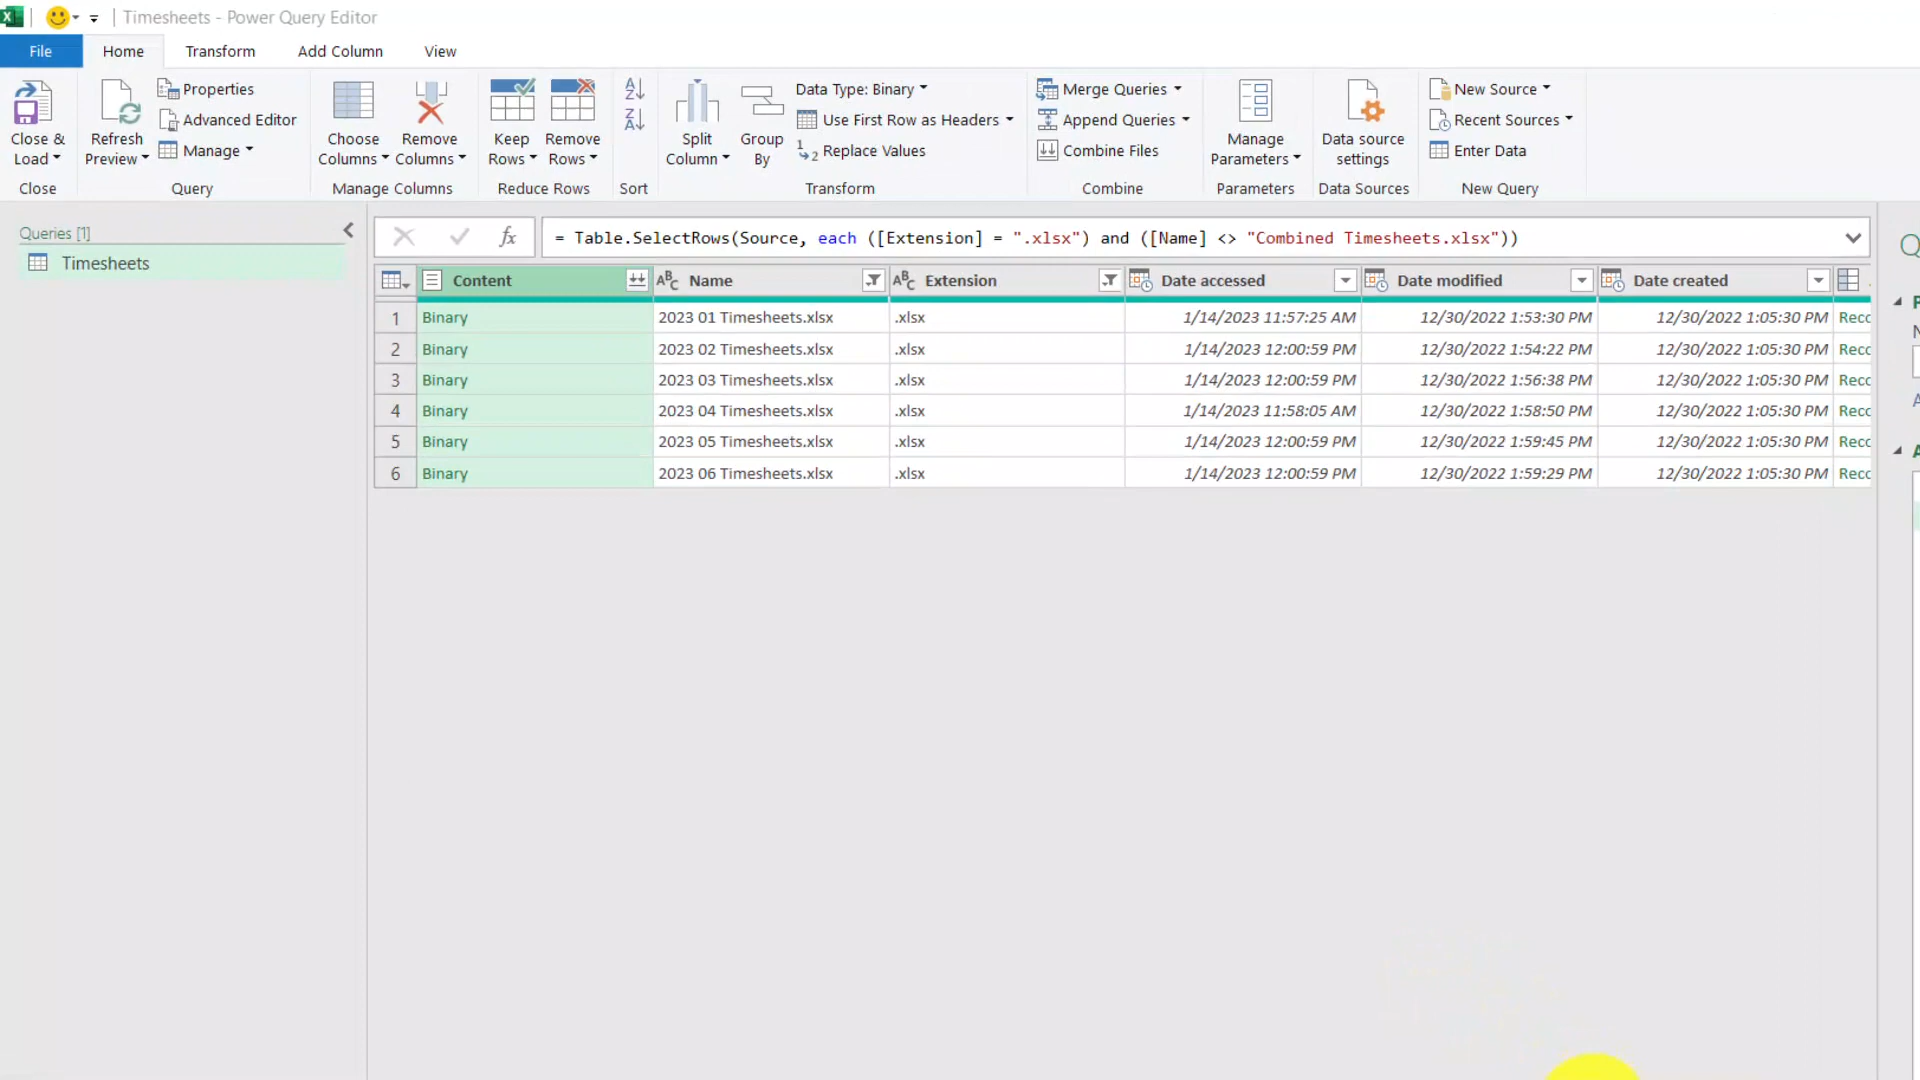 Timesheets - Power Query Editor
File Home Transform Add Column View
Close & Load
Close
Refresh Preview
Properties
Advanced Editor
Manage
Query
Choose Columns
Remove Columns
Manage Columns
Keep Rows
Remove Rows
Reduce Rows
Sort
Split Column
Group By
Data Type: Binary
Use First Row as Headers
Replace Values
Transform
Merge Queries
Append Queries
Combine Files
Combine
Manage Parameters
Parameters
Data source settings
Data Sources
New Source
Recent Sources
Enter Data
New Query
Queries [1]
Timesheets
fx = Table.SelectRows(Source, each ([Extension] = ".xlsx") and ([Name] <> "Combined Timesheets.xlsx"))
Content Name Extension Date accessed Date modified Date created
1 Binary 2023 01 Timesheets.xlsx .xlsx 1/14/2023 11:57:25 AM 12/30/2022 1:53:30 PM 12/30/2022 1:05:30 PM Recc
2 Binary 2023 02 Timesheets.xlsx .xlsx 1/14/2023 12:00:59 PM 12/30/2022 1:54:22 PM 12/30/2022 1:05:30 PM Recc
3 Binary 2023 03 Timesheets.xlsx .xlsx 1/14/2023 12:00:59 PM 12/30/2022 1:56:38 PM 12/30/2022 1:05:30 PM Recc
4 Binary 2023 04 Timesheets.xlsx .xlsx 1/14/2023 11:58:05 AM 12/30/2022 1:58:50 PM 12/30/2022 1:05:30 PM Recc
5 Binary 2023 05 Timesheets.xlsx .xlsx 1/14/2023 12:00:59 PM 12/30/2022 1:59:45 PM 12/30/2022 1:05:30 PM Recc
6 Binary 2023 06 Timesheets.xlsx .xlsx 1/14/2023 12:00:59 PM 12/30/2022 1:59:29 PM 12/30/2022 1:05:30 PM Recc